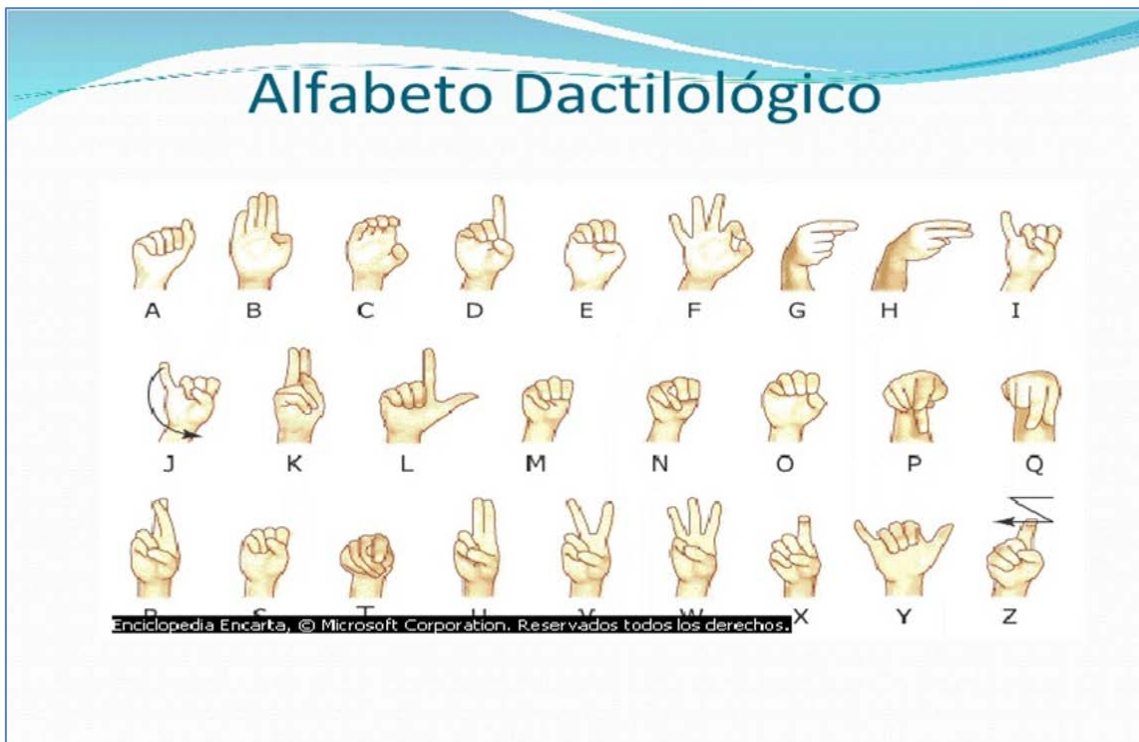 Alfabeto Dactilológico
A B C D E F G H I
J K L M N O P Q
R S T U V W X Y Z
Enciclopedia Encarta, © Microsoft Corporation. Reservados todos los derechos.